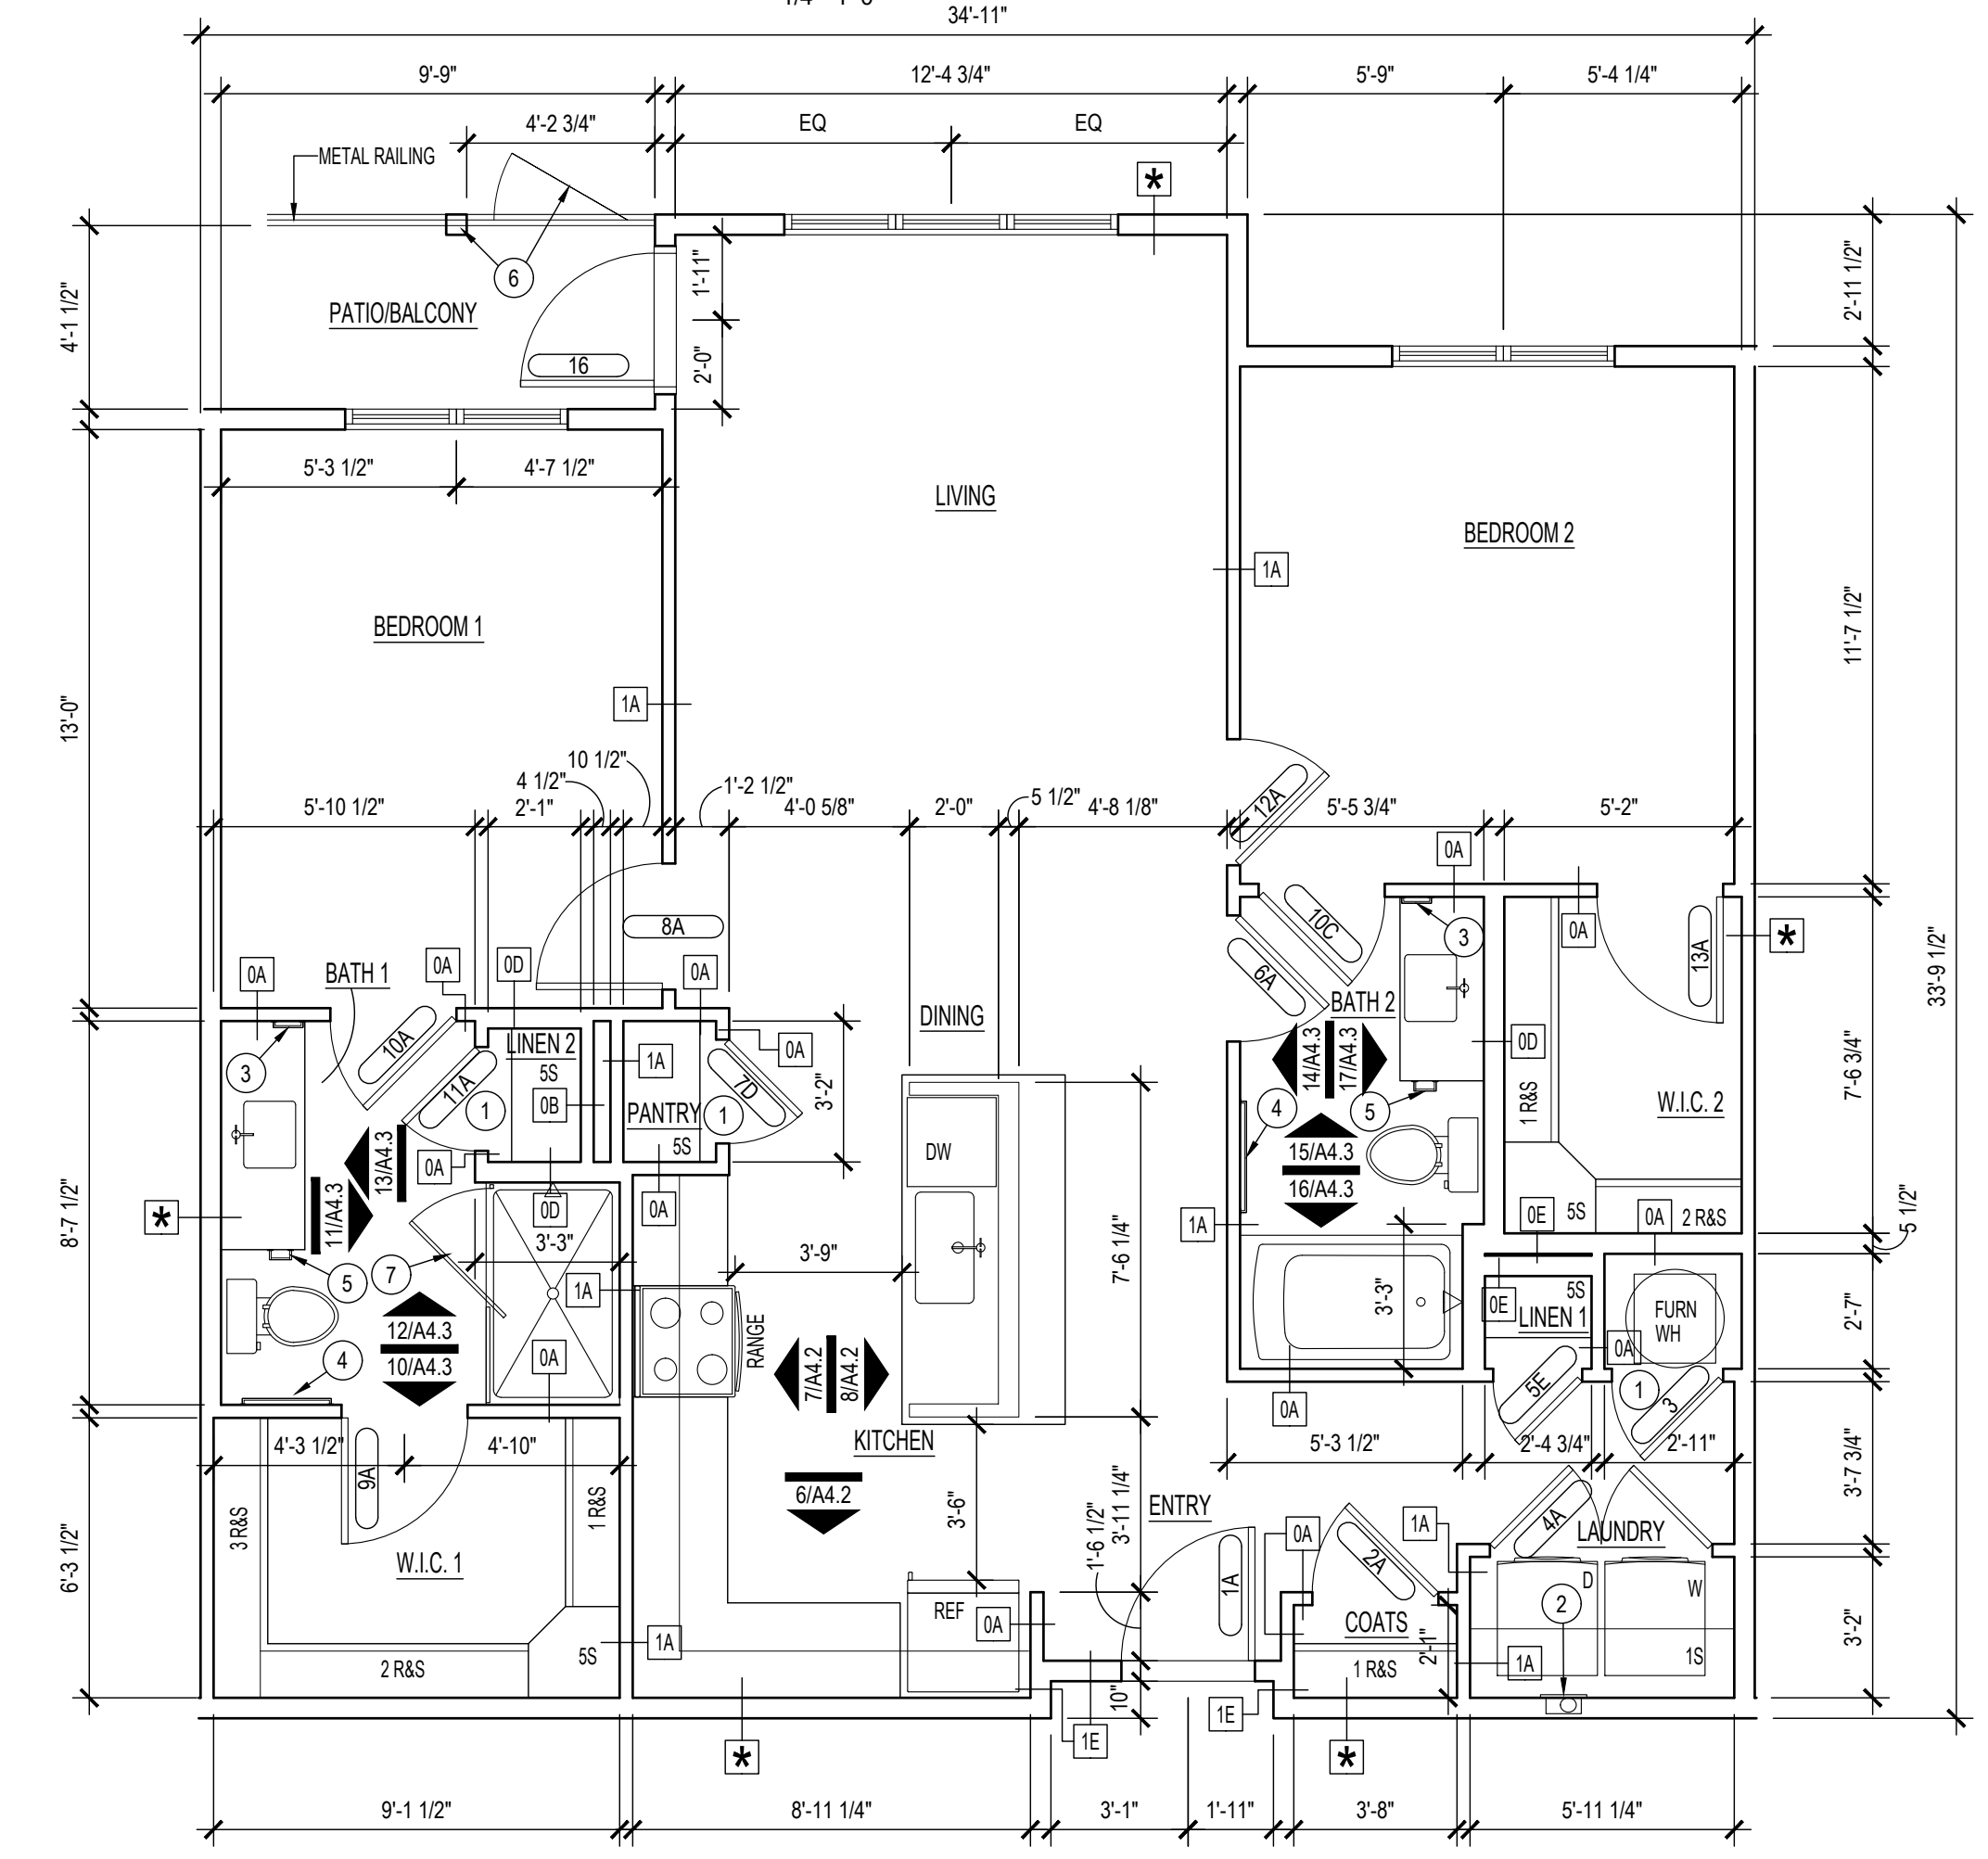 34'-11"
9'-9"
12'-4 3/4"
5'-9"
5'-4 1/4"
4'-2 3/4"
EQ
EQ
METAL RAILING
*
6
1'-11"
2'-11 1/2"
4'-1 1/2"
PATIO/BALCONY
16
2'-0"
5'-3 1/2"
4'-7 1/2"
LIVING
BEDROOM 2
1A
BEDROOM 1
11'-7 1/2"
13'-0"
1A
10 1/2"
4 1/2"
1'-2 1/2"
5 1/2"
12A
5'-10 1/2"
2'-1"
4'-0 5/8"
2'-0"
4'-8 1/8"
5'-5 3/4"
5'-2"
0A
8A
10C
3
0A
13A
*
33'-9 1/2"
0A
BATH 1
0A
0D
0A
6A
BATH 2
DINING
10A
LINEN 2
0A
14/A4.3
17/A4.3
0D
3
11A
5S
1A
7D
3'-2"
1
0B
PANTRY
1
5S
4
5
1 R&S
W.I.C. 2
7'-6 3/4"
DW
13/A4.3
0A
15/A4.3
16/A4.3
11/A4.3
0D
0A
1A
0E
5S
0A
2 R&S
5 1/2"
*
8'-7 1/2"
3'-3"
3'-9"
7'-6 1/4"
7
5
1A
3'-3"
0E
5S
LINEN 1
FURN
WH
2'-7"
12/A4.3
10/A4.3
RANGE
0A
4
0A
7/A4.2
8/A4.2
5E
1
3
0A
KITCHEN
4'-3 1/2"
4'-10"
9A
5'-3 1/2"
2'-4 3/4"
2'-11"
3'-7 3/4"
6/A4.2
3'-6"
3'-11 1/4"
1'-6 1/2"
ENTRY
3 R&S
1 R&S
W.I.C. 1
6'-3 1/2"
0A
2A
1A
4A
LAUNDRY
1A
D
W
2
REF
0A
COATS
2'-1"
3'-2"
1A
5S
2 R&S
1 R&S
1A
1S
10"
1E
1E
*
*
9'-1 1/2"
8'-11 1/4"
3'-1"
1'-11"
3'-8"
5'-11 1/4"